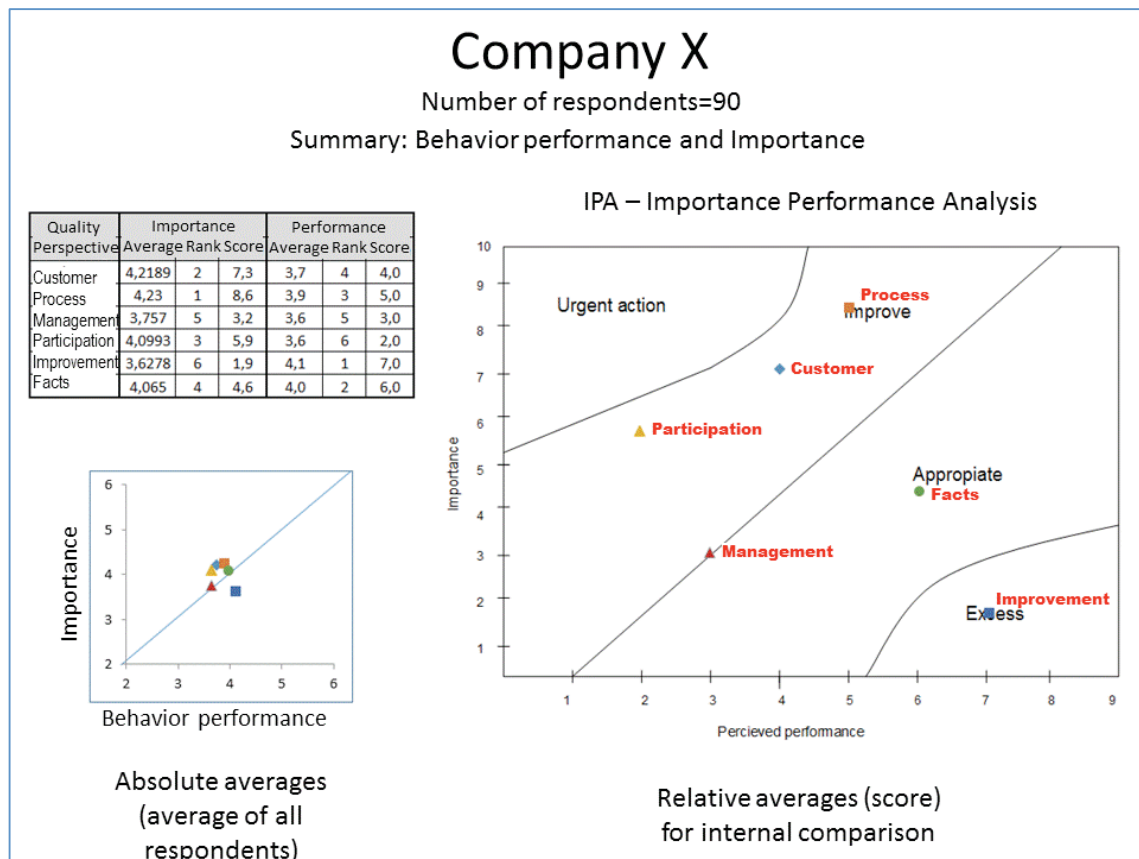 Company X
Number of respondents=90
Summary: Behavior performance and Importance
Quality Perspective Importance Performance
Average Rank Score Average Rank Score
Customer 4,2189 2 7,3 3,7 4 4,0
Process 4,23 1 8,6 3,9 3 5,0
Management 3,757 5 3,2 3,6 5 3,0
Participation 4,0993 3 5,9 3,6 6 2,0
Improvement 3,6278 6 1,9 4,1 1 7,0
Facts 4,065 4 4,6 4,0 2 6,0
Importance
6
5
4
3
2
2 3 4 5 6
Behavior performance
Absolute averages
(average of all
respondents)
IPA – Importance Performance Analysis
Importance
10
9
8
7
6
5
4
3
2
1
Urgent action
Process
Improve
Customer
Participation
Appropiate
Facts
Management
Improvement
Excess
1 2 3 4 5 6 7 8 9
Percieved performance
Relative averages (score)
for internal comparison